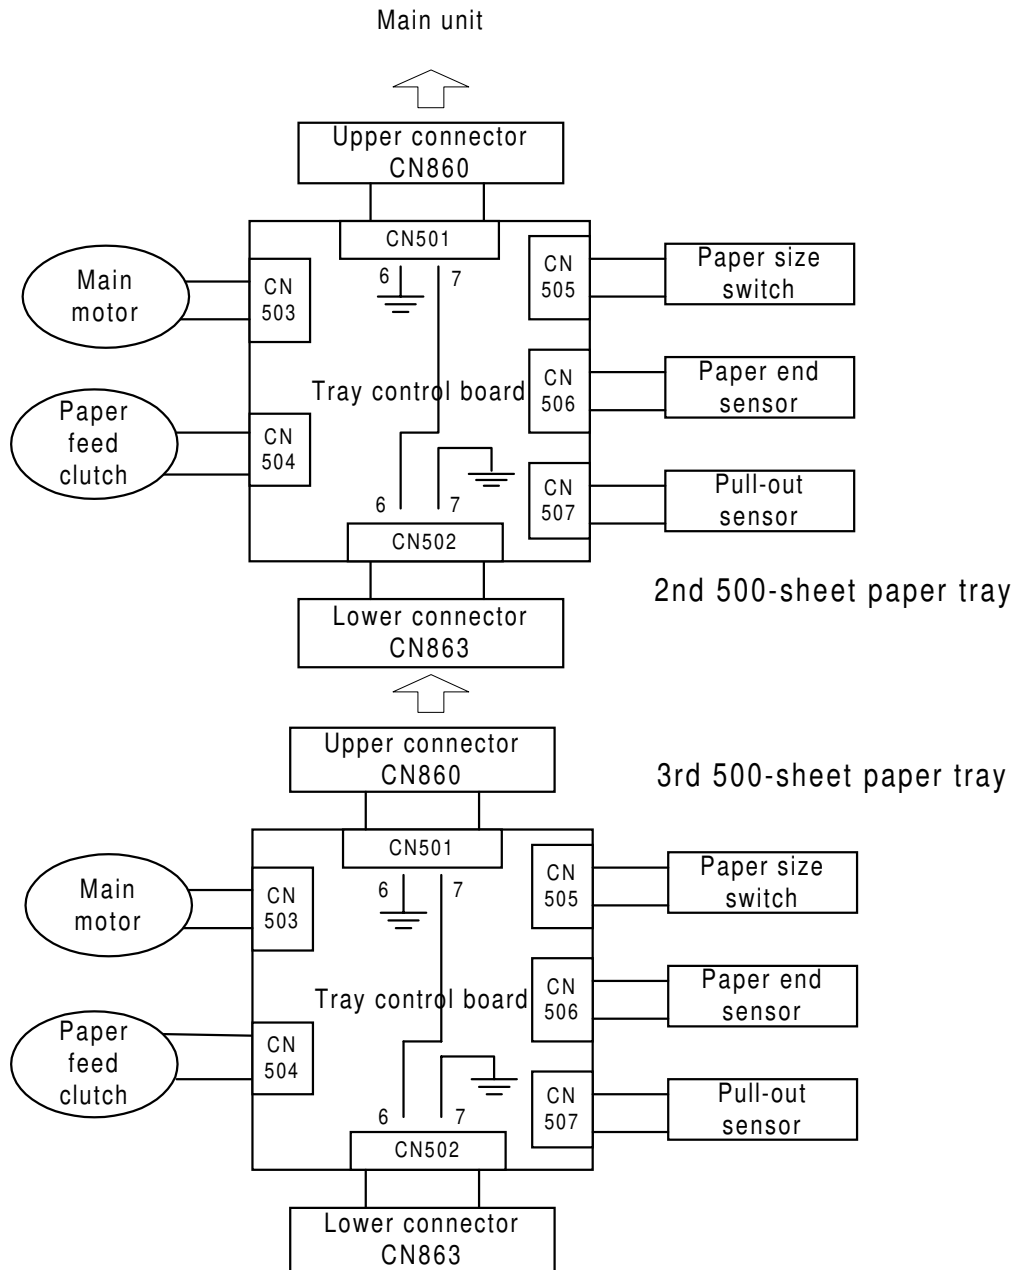 Main unit
Upper connector
CN860
CN501
6
7
Main
motor
CN
503
CN
505
Paper size
switch
Paper
feed
clutch
CN
504
Tray control board
CN
506
Paper end
sensor
6
7
CN
507
Pull-out
sensor
CN502
2nd 500-sheet paper tray
Lower connector
CN863
Upper connector
CN860
3rd 500-sheet paper tray
CN501
6
7
Main
motor
CN
503
CN
505
Paper size
switch
Paper
feed
clutch
CN
504
Tray control board
CN
506
Paper end
sensor
6
7
CN
507
Pull-out
sensor
CN502
Lower connector
CN863